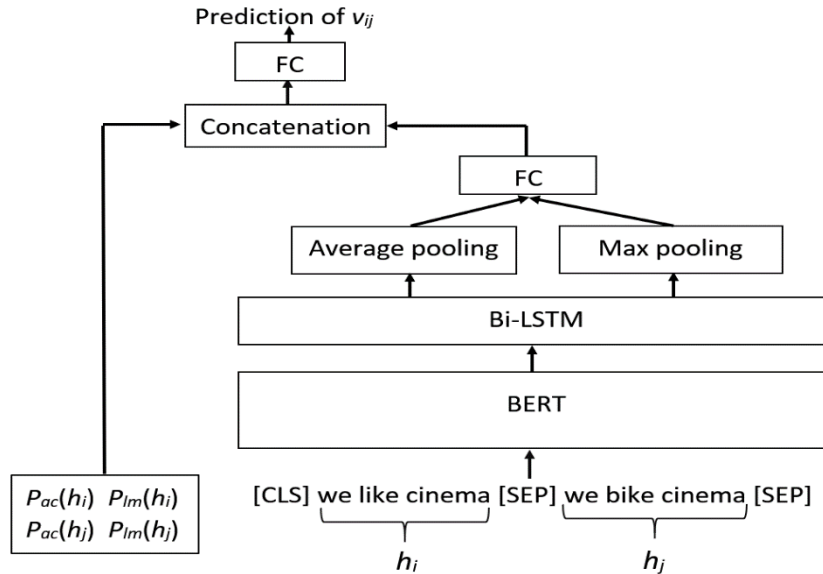 Prediction of v_ij
FC
Concatenation
FC
Average pooling Max pooling
Bi-LSTM
BERT
P_ac(h_i) P_lm(h_i)
P_ac(h_j) P_lm(h_j)
[CLS] we like cinema [SEP] we bike cinema [SEP]
h_i h_j